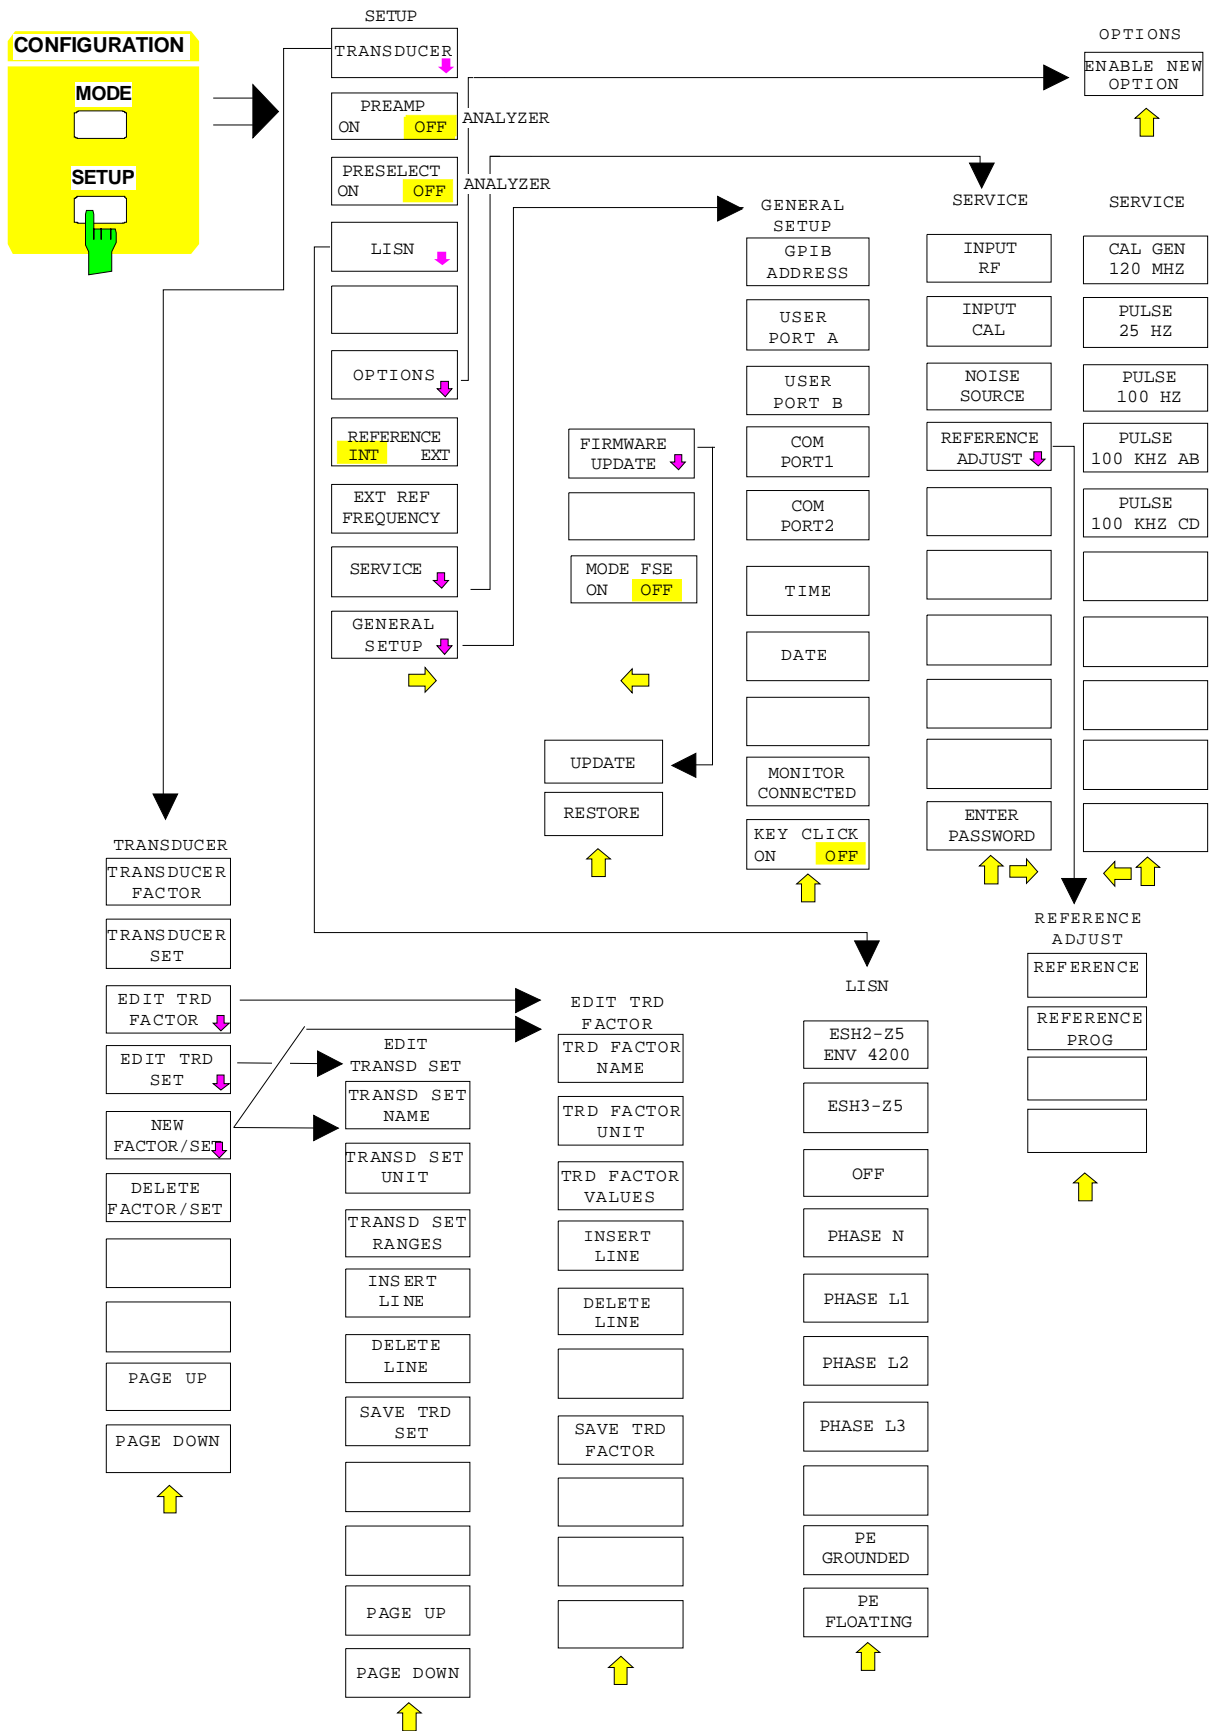 CONFIGURATION
MODE
SETUP
SETUP
TRANSDUCER
PREAMP
ON OFF
ANALYZER
PRESELECT
ON OFF
ANALYZER
LISN
OPTIONS
REFERENCE
INT EXT
EXT REF
FREQUENCY
SERVICE
GENERAL
SETUP
FIRMWARE
UPDATE
MODE FSE
ON OFF
UPDATE
RESTORE
GENERAL
SETUP
GPIB
ADDRESS
USER
PORT A
USER
PORT B
COM
PORT1
COM
PORT2
TIME
DATE
MONITOR
CONNECTED
KEY CLICK
ON OFF
SERVICE
INPUT
RF
INPUT
CAL
NOISE
SOURCE
REFERENCE
ADJUST
ENTER
PASSWORD
OPTIONS
ENABLE NEW
OPTION
SERVICE
CAL GEN
120 MHZ
PULSE
25 HZ
PULSE
100 HZ
PULSE
100 KHZ AB
PULSE
100 KHZ CD
REFERENCE
ADJUST
REFERENCE
REFERENCE
PROG
TRANSDUCER
TRANSDUCER
FACTOR
TRANSDUCER
SET
EDIT TRD
FACTOR
EDIT TRD
SET
NEW
FACTOR/SET
DELETE
FACTOR/SET
PAGE UP
PAGE DOWN
EDIT
TRANSD SET
TRANSD SET
NAME
TRANSD SET
UNIT
TRANSD SET
RANGES
INSERT
LINE
DELETE
LINE
SAVE TRD
SET
PAGE UP
PAGE DOWN
EDIT TRD
FACTOR
TRD FACTOR
NAME
TRD FACTOR
UNIT
TRD FACTOR
VALUES
INSERT
LINE
DELETE
LINE
SAVE TRD
FACTOR
LISN
ESH2-Z5
ENV 4200
ESH3-Z5
OFF
PHASE N
PHASE L1
PHASE L2
PHASE L3
PE
GROUNDED
PE
FLOATING